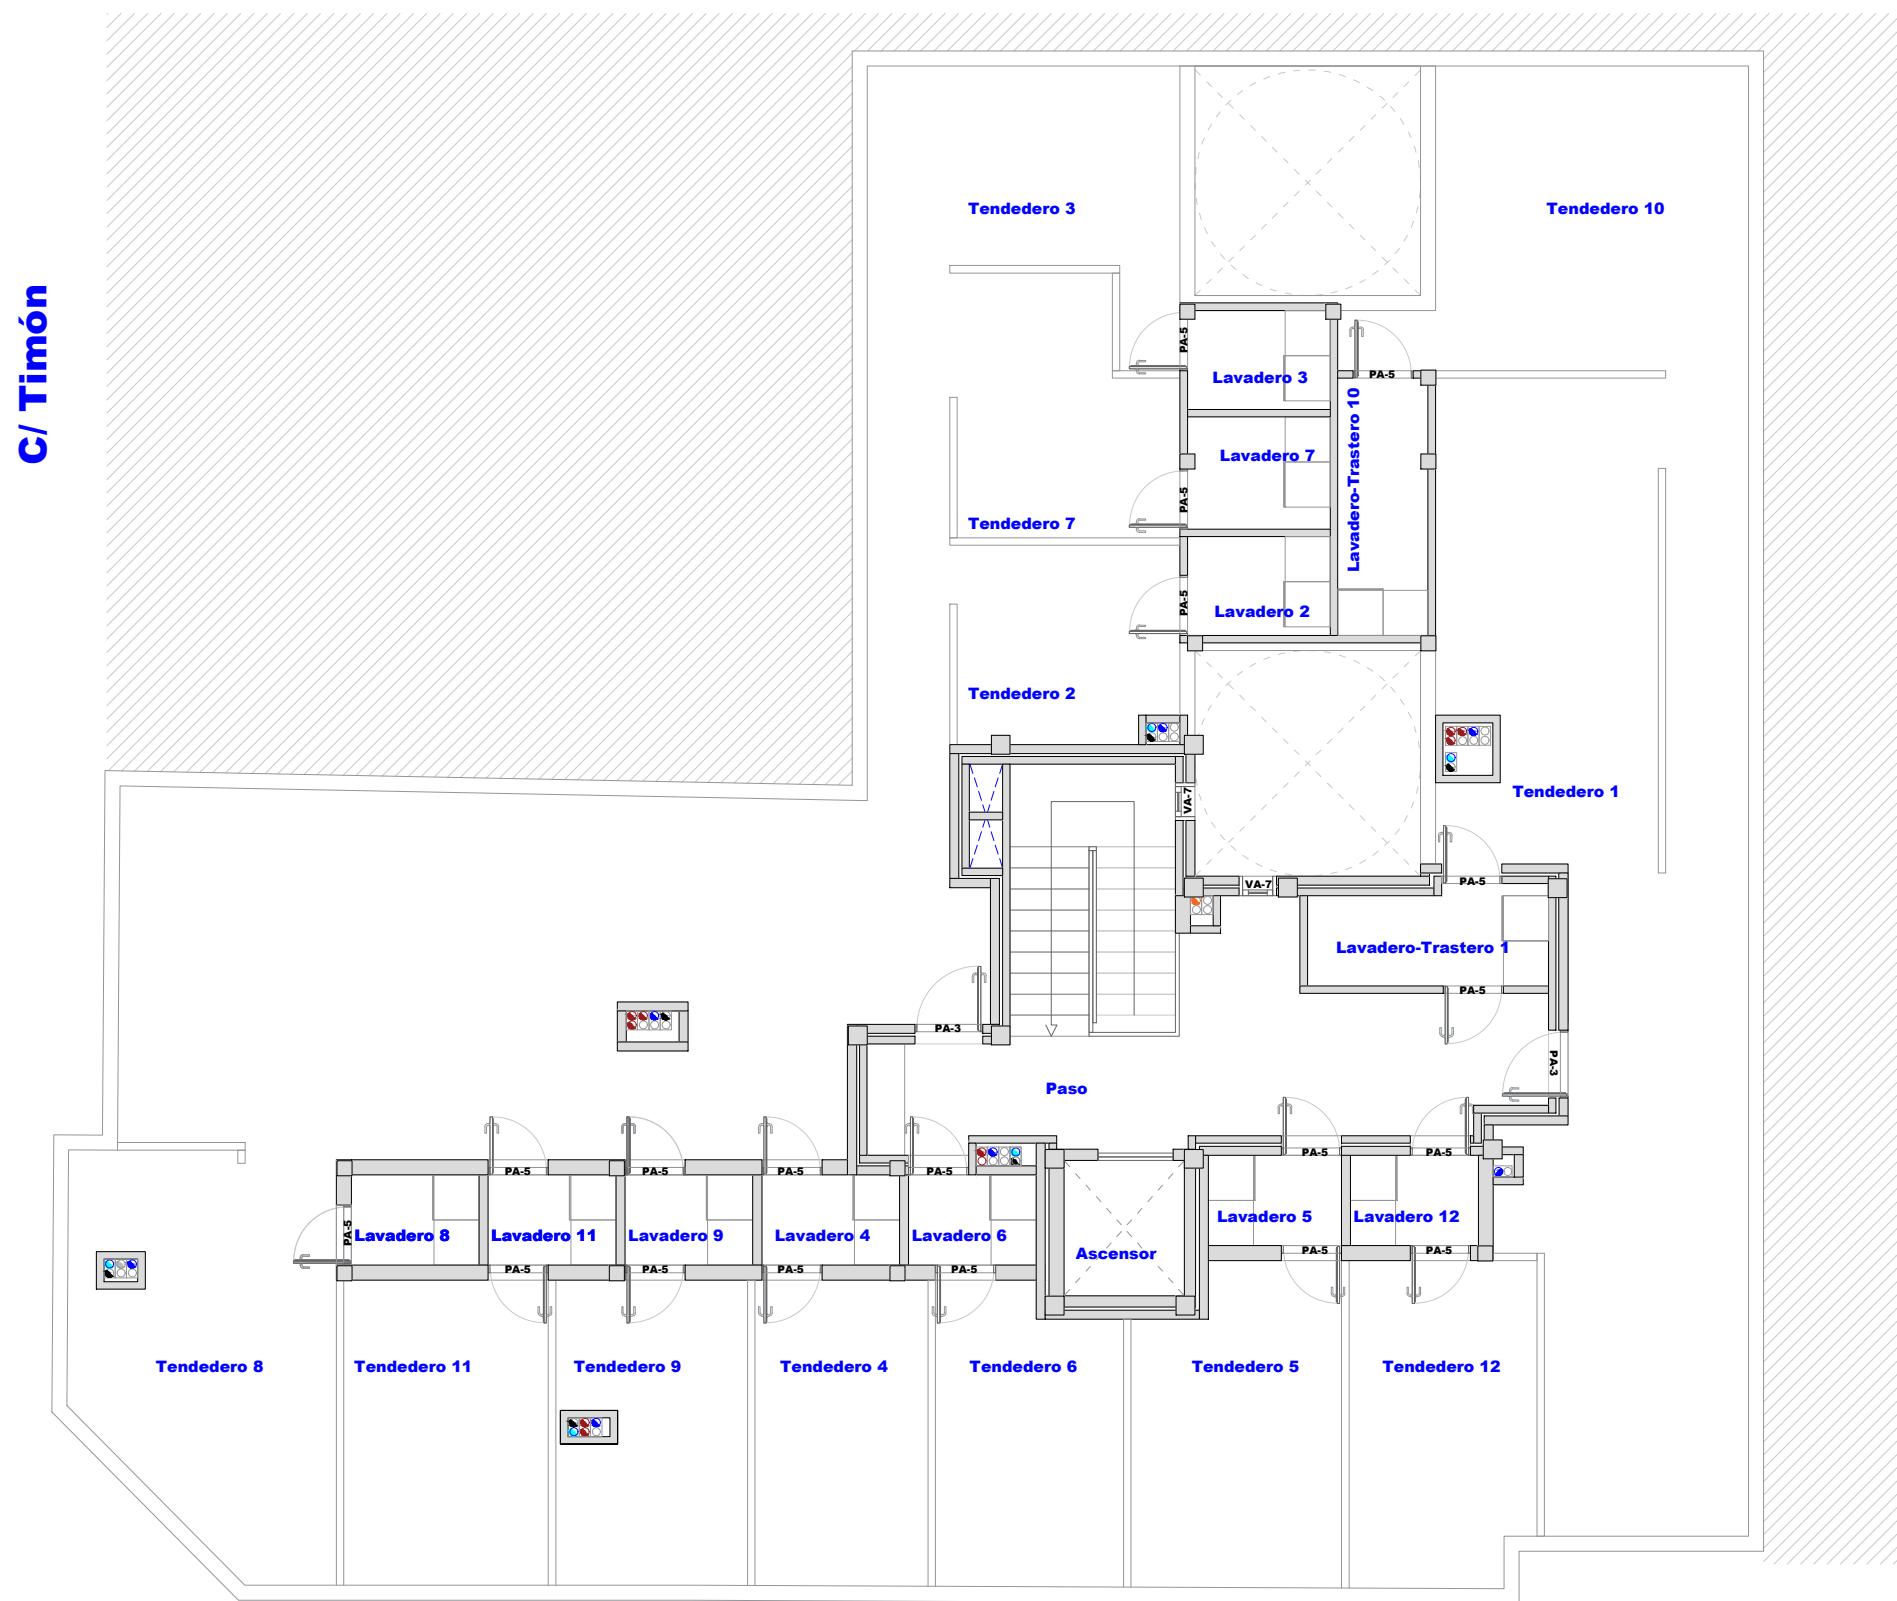 C/ Timón
Tendedero 3
Tendedero 10
PA-5
Lavadero 3
PA-5
Lavadero-Trastero 10
Lavadero 7
PA-5
Tendedero 7
PA-5
Lavadero 2
Tendedero 2
VA-7
Tendedero 1
VA-7
PA-5
Lavadero-Trastero 1
PA-5
PA-3
PA-3
Paso
PA-5
PA-5
PA-5
PA-5
PA-5
PA-5
PA-5
Lavadero 8
Lavadero 11
Lavadero 9
Lavadero 4
Lavadero 6
Ascensor
Lavadero 5
Lavadero 12
PA-5
PA-5
PA-5
PA-5
PA-5
PA-5
Tendedero 8
Tendedero 11
Tendedero 9
Tendedero 4
Tendedero 6
Tendedero 5
Tendedero 12